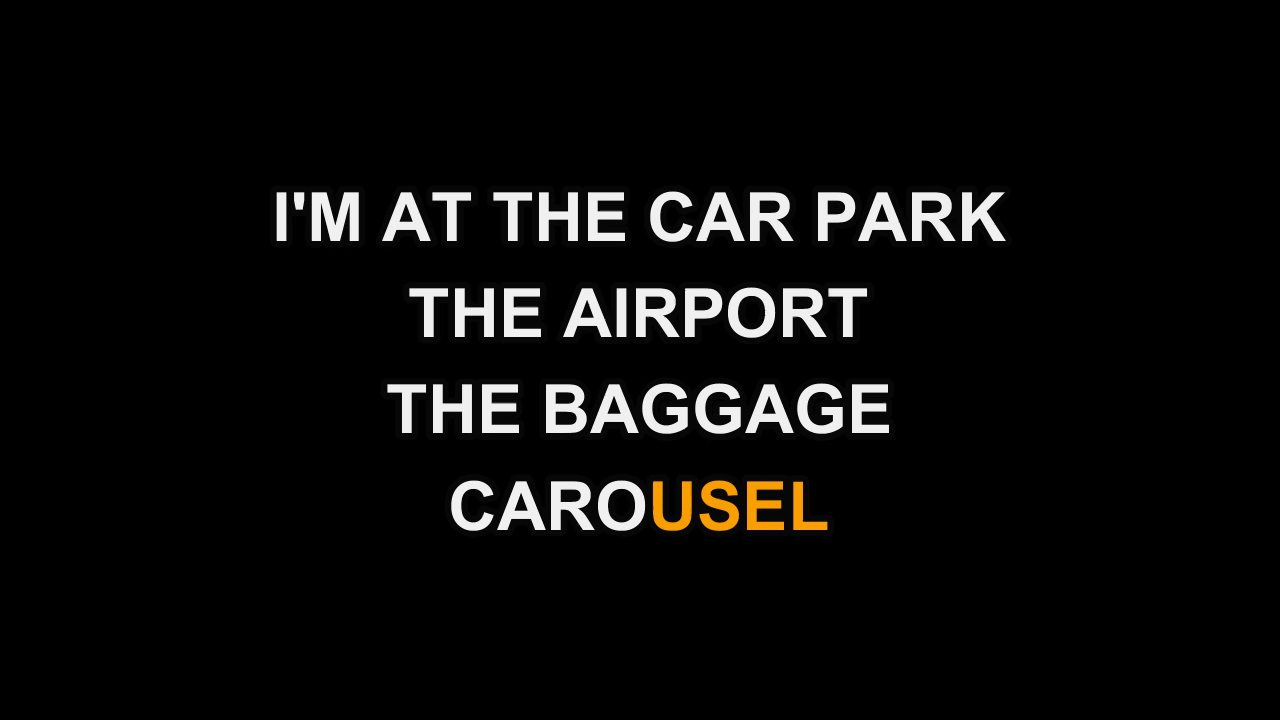 I'M AT THE CAR PARK
THE AIRPORT
THE BAGGAGE
CAROUSEL